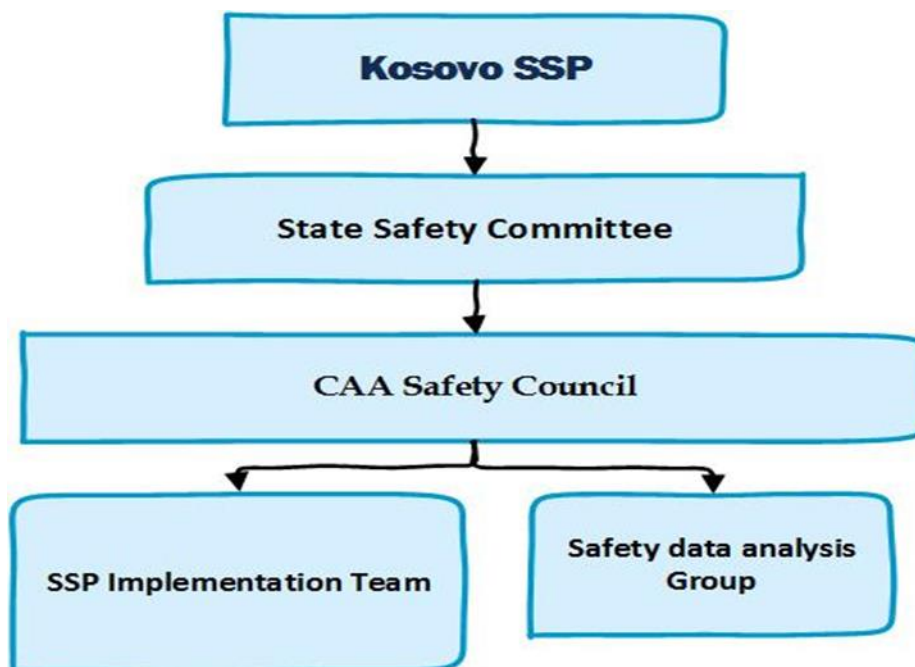 Kosovo SSP
State Safety Committee
CAA Safety Council
SSP Implementation Team
Safety data analysis
Group